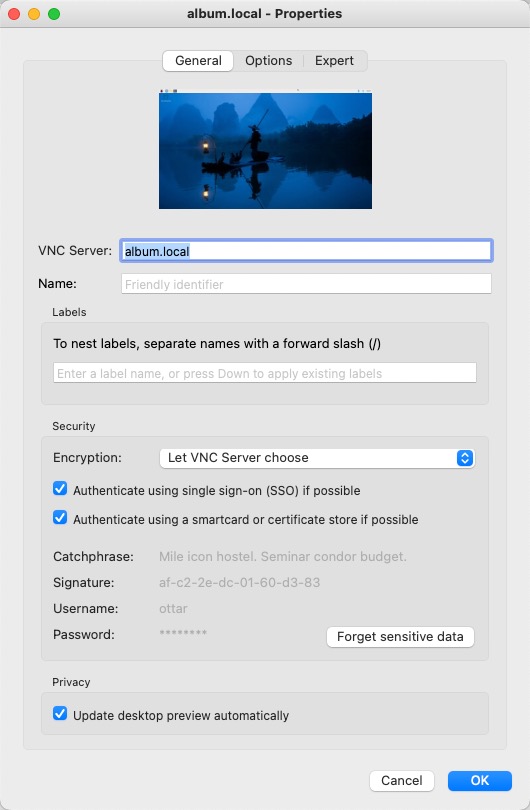 album.local - Properties
General Options Expert
VNC Server: album.local
Name: Friendly identifier
Labels
To nest labels, separate names with a forward slash (/)
Enter a label name, or press Down to apply existing labels
Security
Encryption: Let VNC Server choose
Authenticate using single sign-on (SSO) if possible
Authenticate using a smartcard or certificate store if possible
Catchphrase: Mile icon hostel. Seminar condor budget.
Signature: af-c2-2e-dc-01-60-d3-83
Username: ottar
Password: ********
Forget sensitive data
Privacy
Update desktop preview automatically
Cancel OK